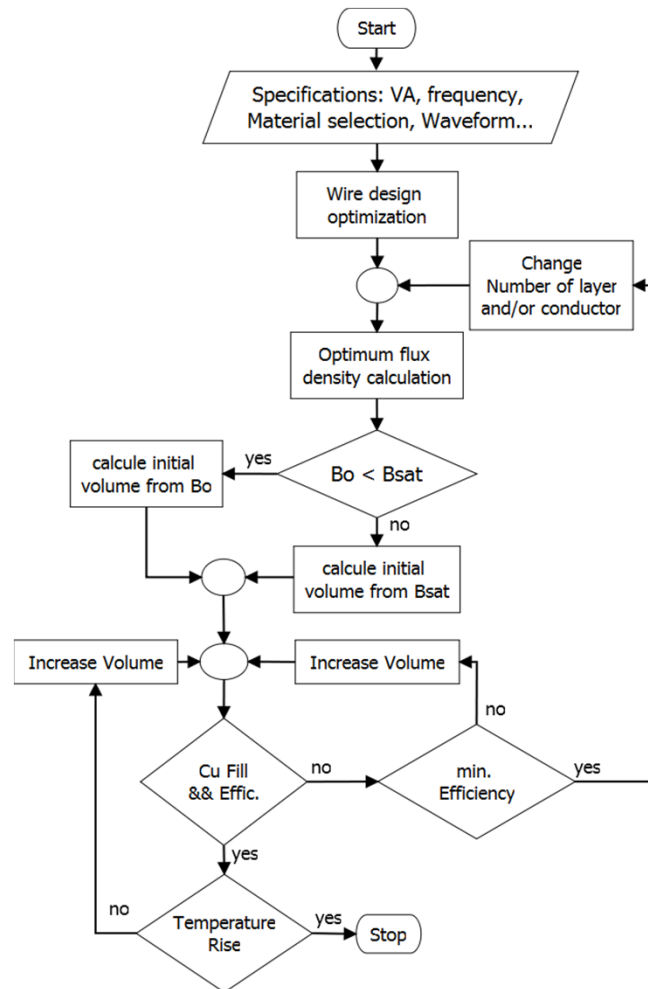 Start
Specifications: VA, frequency,
Material selection, Waveform...
Wire design
optimization
Change
Number of layer
and/or conductor
Optimum flux
density calculation
calcule initial
volume from Bo
yes
Bo < Bsat
no
calcule initial
volume from Bsat
Increase Volume
Increase Volume
no
Cu Fill
&& Effic.
no
min.
Efficiency
yes
yes
no
Temperature
Rise
yes
Stop